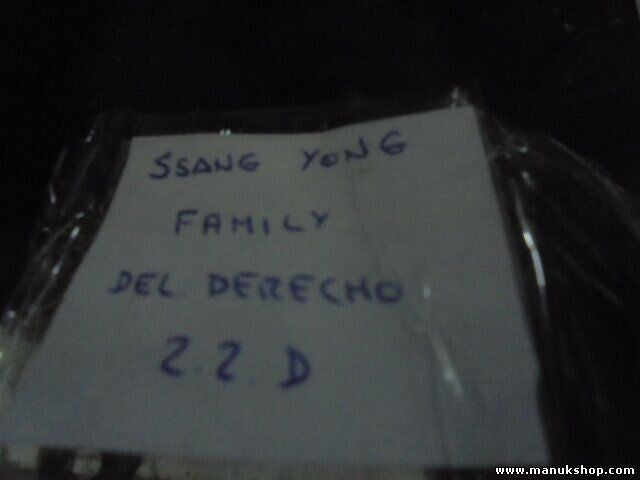 SSANG YONG
FAMILY
DEL. DERECHO
2.2.D
www.manukshop.com